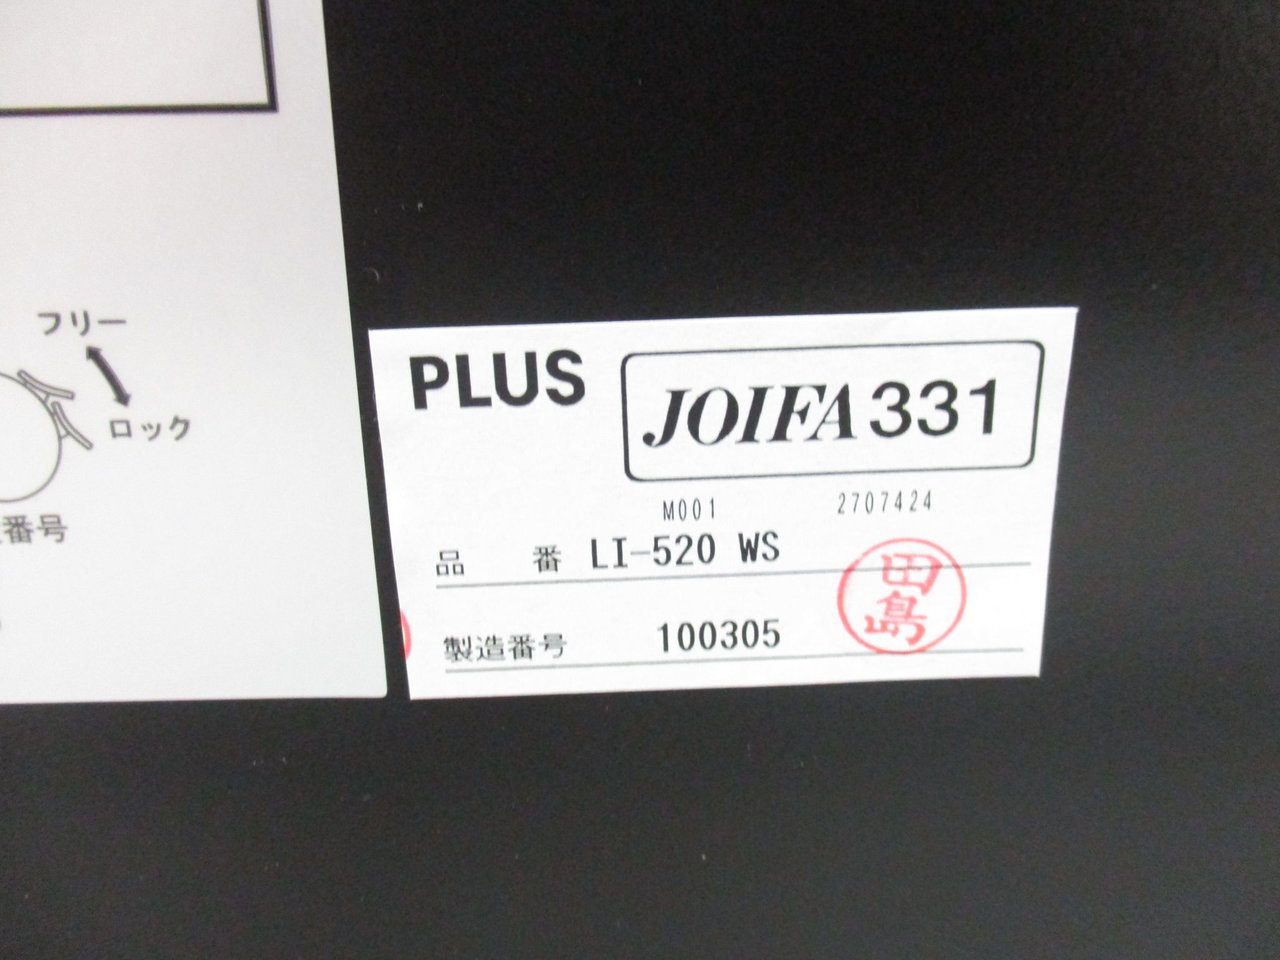 フリー
ロック
番号
PLUS
JOIFA 331
M001 2707424
品 番 LI-520 WS
製造番号 100305
田島